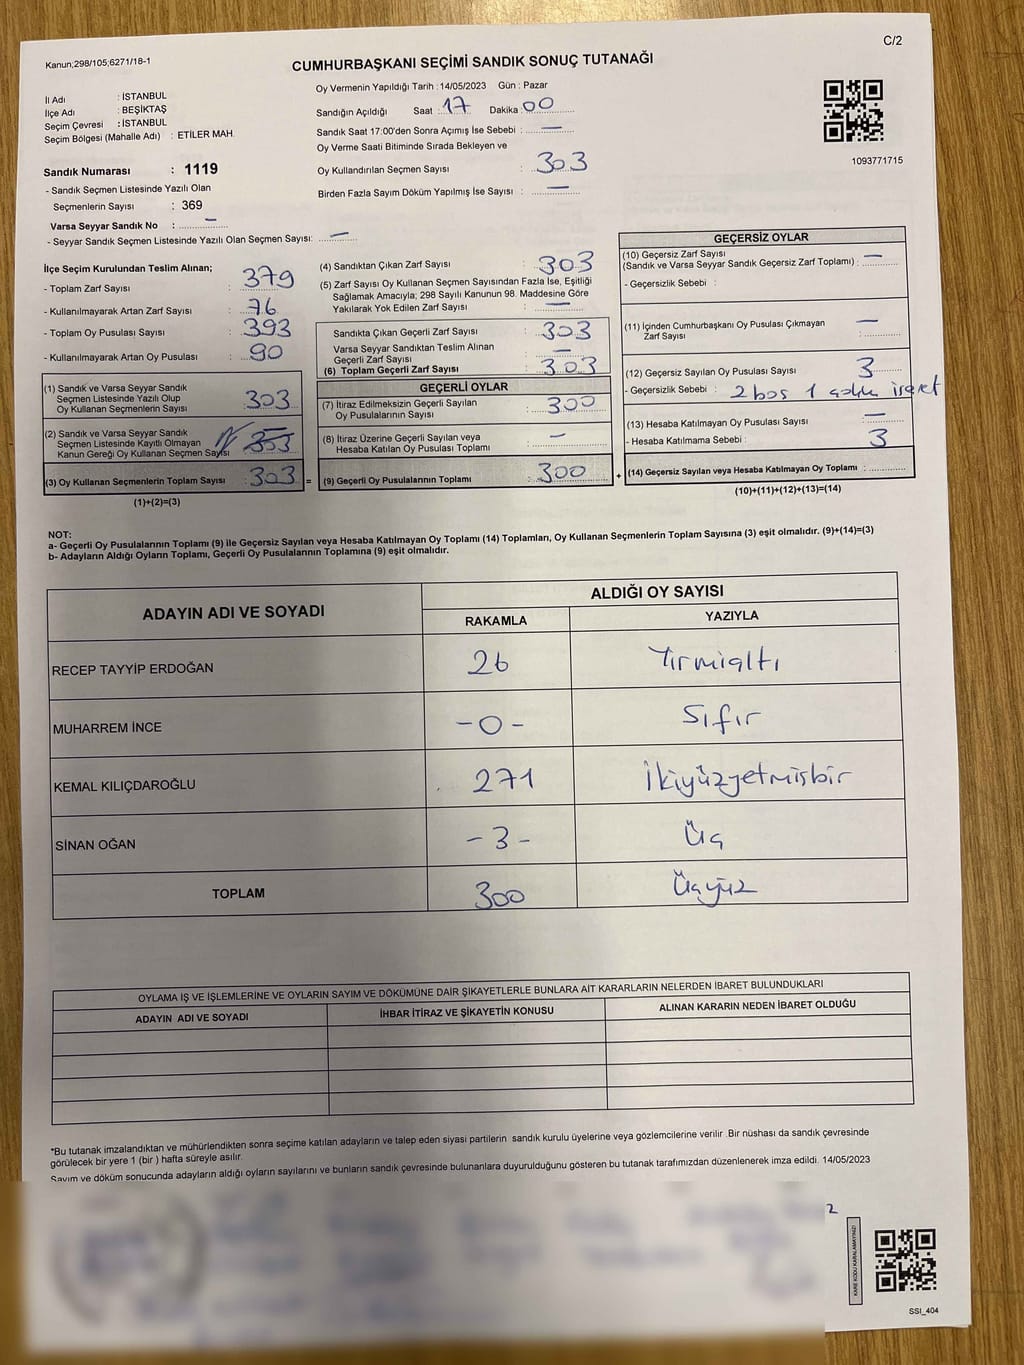 C/2
Kanun;298/105;6271/18-1
CUMHURBAŞKANI SEÇİMİ SANDIK SONUÇ TUTANAĞI
İl Adı : İSTANBUL
İlçe Adı : BEŞİKTAŞ
Seçim Çevresi : İSTANBUL
Seçim Bölgesi (Mahalle Adı) : ETİLER MAH.
Oy Vermenin Yapıldığı Tarih : 14/05/2023 Gün : Pazar
Sandığın Açıldığı Saat : 17 Dakika : 00
Sandık Saat 17:00'den Sonra Açımış İse Sebebi : —
Oy Verme Saati Bitiminde Sırada Bekleyen ve
Oy Kullandırılan Seçmen Sayısı : 303
Birden Fazla Sayım Döküm Yapılmış İse Sayısı : —
1093771715
Sandık Numarası : 1119
- Sandık Seçmen Listesinde Yazılı Olan
Seçmenlerin Sayısı : 369
Varsa Seyyar Sandık No : —
- Seyyar Sandık Seçmen Listesinde Yazılı Olan Seçmen Sayısı: —
İlçe Seçim Kurulundan Teslim Alınan;
- Toplam Zarf Sayısı : 379
- Kullanılmayarak Artan Zarf Sayısı : 76
- Toplam Oy Pusulası Sayısı : 393
- Kullanılmayarak Artan Oy Pusulası : 90
(1) Sandık ve Varsa Seyyar Sandık
Seçmen Listesinde Yazılı Olup
Oy Kullanan Seçmenlerin Sayısı : 303
(2) Sandık ve Varsa Seyyar Sandık
Seçmen Listesinde Kayıtlı Olmayan
Kanun Gereği Oy Kullanan Seçmen Sayısı
(3) Oy Kullanan Seçmenlerin Toplam Sayısı : 303 =
(1)+(2)=(3)
(4) Sandıktan Çıkan Zarf Sayısı : 303
(5) Zarf Sayısı Oy Kullanan Seçmen Sayısından Fazla İse, Eşitliği
Sağlamak Amacıyla; 298 Sayılı Kanunun 98. Maddesine Göre
Yakılarak Yok Edilen Zarf Sayısı : —
Sandıkta Çıkan Geçerli Zarf Sayısı : 303
Varsa Seyyar Sandıktan Teslim Alınan
Geçerli Zarf Sayısı : —
(6) Toplam Geçerli Zarf Sayısı : 303
GEÇERLİ OYLAR
(7) İtiraz Edilmeksizin Geçerli Sayılan
Oy Pusulalarının Sayısı : 300
(8) İtiraz Üzerine Geçerli Sayılan veya
Hesaba Katılan Oy Pusulası Toplamı : —
(9) Geçerli Oy Pusulalarının Toplamı : 300 +
GEÇERSİZ OYLAR
(10) Geçersiz Zarf Sayısı
(Sandık ve Varsa Seyyar Sandık Geçersiz Zarf Toplamı) : —
- Geçersizlik Sebebi :
(11) İçinden Cumhurbaşkanı Oy Pusulası Çıkmayan
Zarf Sayısı : —
(12) Geçersiz Sayılan Oy Pusulası Sayısı : 3
- Geçersizlik Sebebi : 2 boş 1 işaret
(13) Hesaba Katılmayan Oy Pusulası Sayısı : —
- Hesaba Katılmama Sebebi : 3
(14) Geçersiz Sayılan veya Hesaba Katılmayan Oy Toplamı :
(10)+(11)+(12)+(13)=(14)
NOT:
a- Geçerli Oy Pusulalarının Toplamı (9) ile Geçersiz Sayılan veya Hesaba Katılmayan Oy Toplamı (14) Toplamları, Oy Kullanan Seçmenlerin Toplam Sayısına (3) eşit olmalıdır. (9)+(14)=(3)
b- Adayların Aldığı Oyların Toplamı, Geçerli Oy Pusulalarının Toplamına (9) eşit olmalıdır.
ADAYIN ADI VE SOYADI
ALDIĞI OY SAYISI
RAKAMLA YAZIYLA
RECEP TAYYİP ERDOĞAN 26 Yirmialtı
MUHARREM İNCE -0- Sıfır
KEMAL KILIÇDAROĞLU 271 İkiyüzyetmişbir
SİNAN OĞAN -3- Üç
TOPLAM 300 Üçyüz
OYLAMA İŞ VE İŞLEMLERİNE VE OYLARIN SAYIM VE DÖKÜMÜNE DAİR ŞİKAYETLERLE BUNLARA AİT KARARLARIN NELERDEN İBARET BULUNDUKLARI
ADAYIN ADI VE SOYADI İHBAR İTİRAZ VE ŞİKAYETİN KONUSU ALINAN KARARIN NEDEN İBARET OLDUĞU
*Bu tutanak imzalandıktan ve mühürlendikten sonra seçime katılan adayların ve talep eden siyasi partilerin sandık kurulu üyelerine veya gözlemcilerine verilir .Bir nüshası da sandık çevresinde
görülecek bir yere 1 (bir ) hafta süreyle asılır.
Sayım ve döküm sonucunda adayların aldığı oyların sayılarını ve bunların sandık çevresinde bulunanlara duyurulduğunu gösteren bu tutanak tarafımızdan düzenlenerek imza edildi. 14/05/2023
KARE KODU KARALAMAYINIZ!
SSI_404